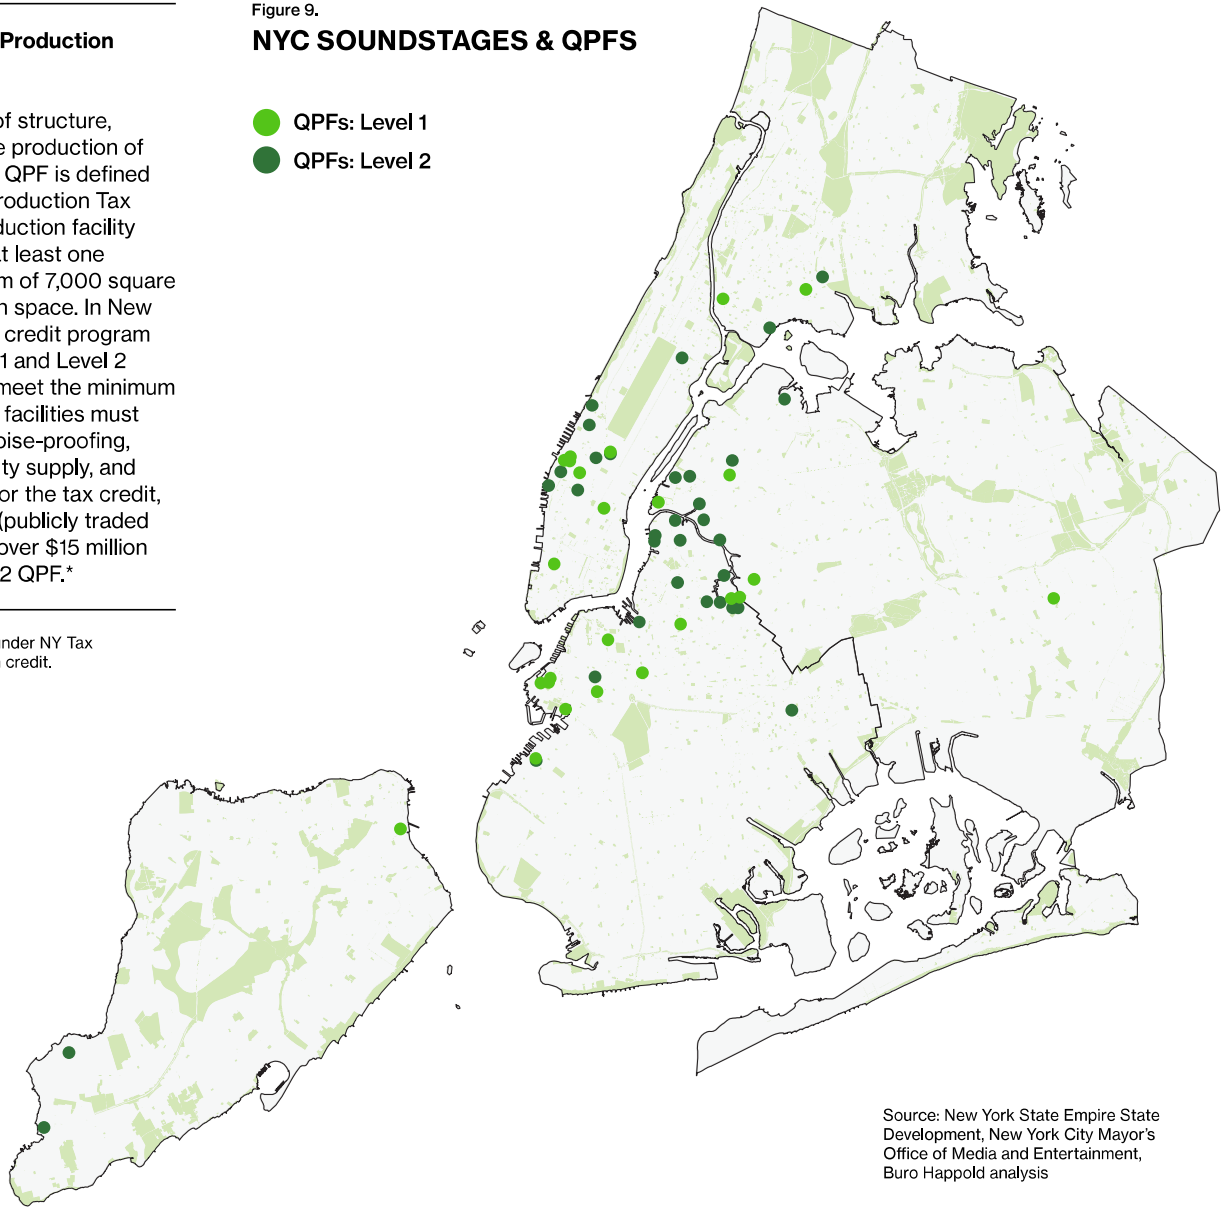 Production
of structure,
e production of
QPF is defined
roduction Tax
duction facility
at least one
m of 7,000 square
n space. In New
credit program
1 and Level 2
meet the minimum
facilities must
oise-proofing,
ty supply, and
or the tax credit,
(publicly traded
over $15 million
2 QPF.*
under NY Tax
credit.
Figure 9.
NYC SOUNDSTAGES & QPFS
QPFs: Level 1
QPFs: Level 2
Source: New York State Empire State
Development, New York City Mayor's
Office of Media and Entertainment,
Buro Happold analysis